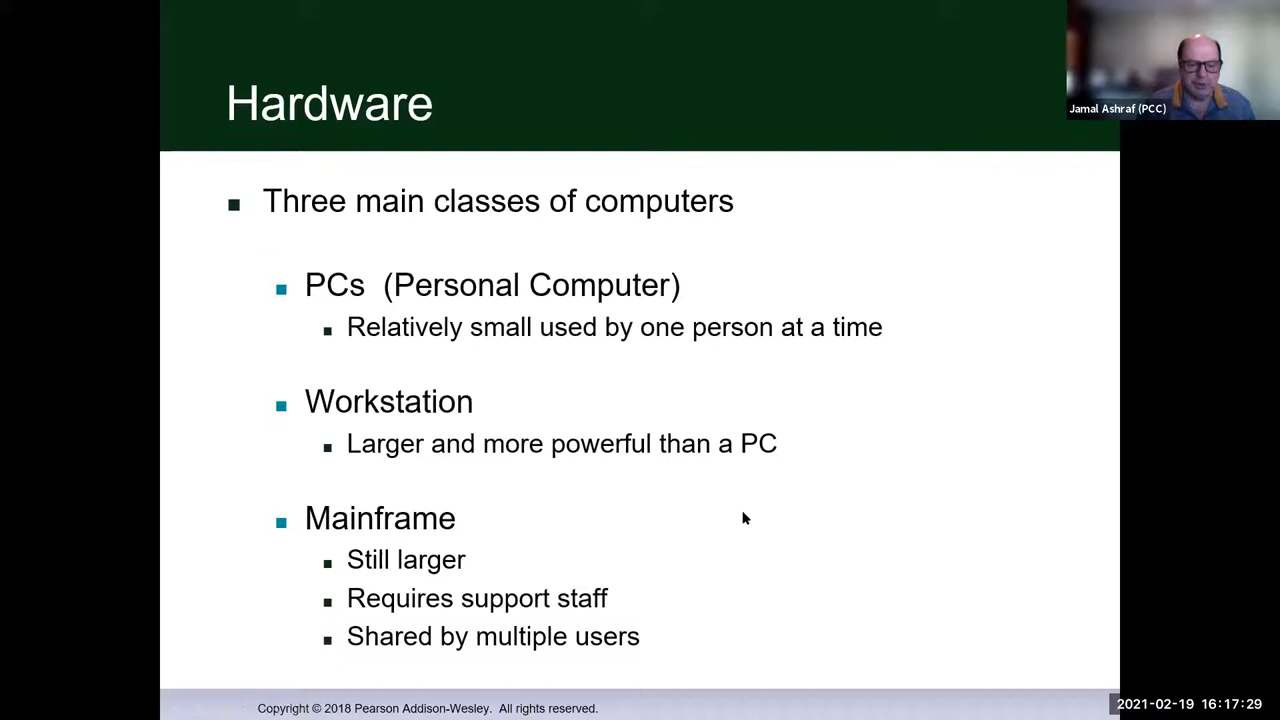 Hardware
Jamal Ashraf (PCC)
Three main classes of computers
PCs (Personal Computer)
Relatively small used by one person at a time
Workstation
Larger and more powerful than a PC
Mainframe
Still larger
Requires support staff
Shared by multiple users
Copyright © 2018 Pearson Addison-Wesley. All rights reserved.
2021-02-19 16:17:29